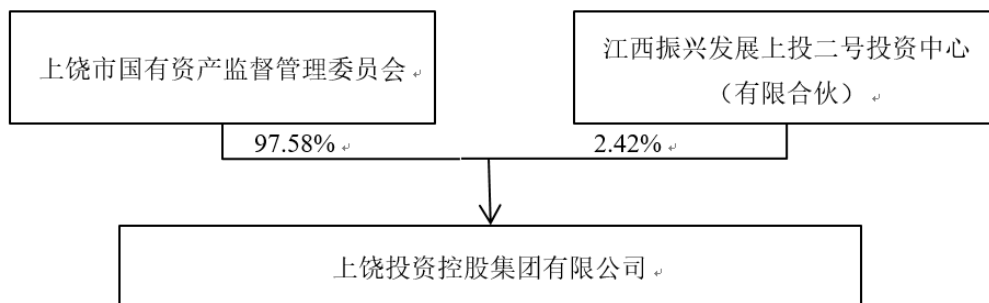 上饶市国有资产监督管理委员会
江西振兴发展上投二号投资中心
（有限合伙）
97.58%
2.42%
上饶投资控股集团有限公司